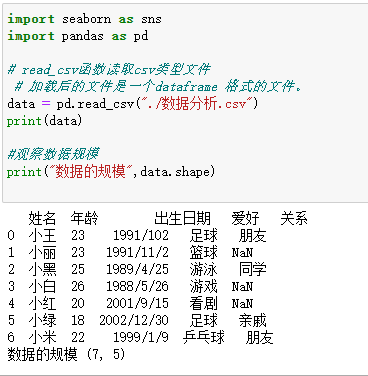 import seaborn as sns
import pandas as pd
# read_csv函数读取csv类型文件
# 加载后的文件是一个dataframe 格式的文件。
data = pd.read_csv("./数据分析.csv")
print(data)
#观察数据规模
print("数据的规模",data.shape)
姓名 年龄 出生日期 爱好 关系
0 小王 23 1991/102 足球 朋友
1 小丽 23 1991/11/2 篮球 NaN
2 小黑 25 1989/4/25 游泳 同学
3 小白 26 1988/5/26 游戏 NaN
4 小红 20 2001/9/15 看剧 NaN
5 小绿 18 2002/12/30 足球 亲戚
6 小米 22 1999/1/9 乒乓球 朋友
数据的规模 (7, 5)